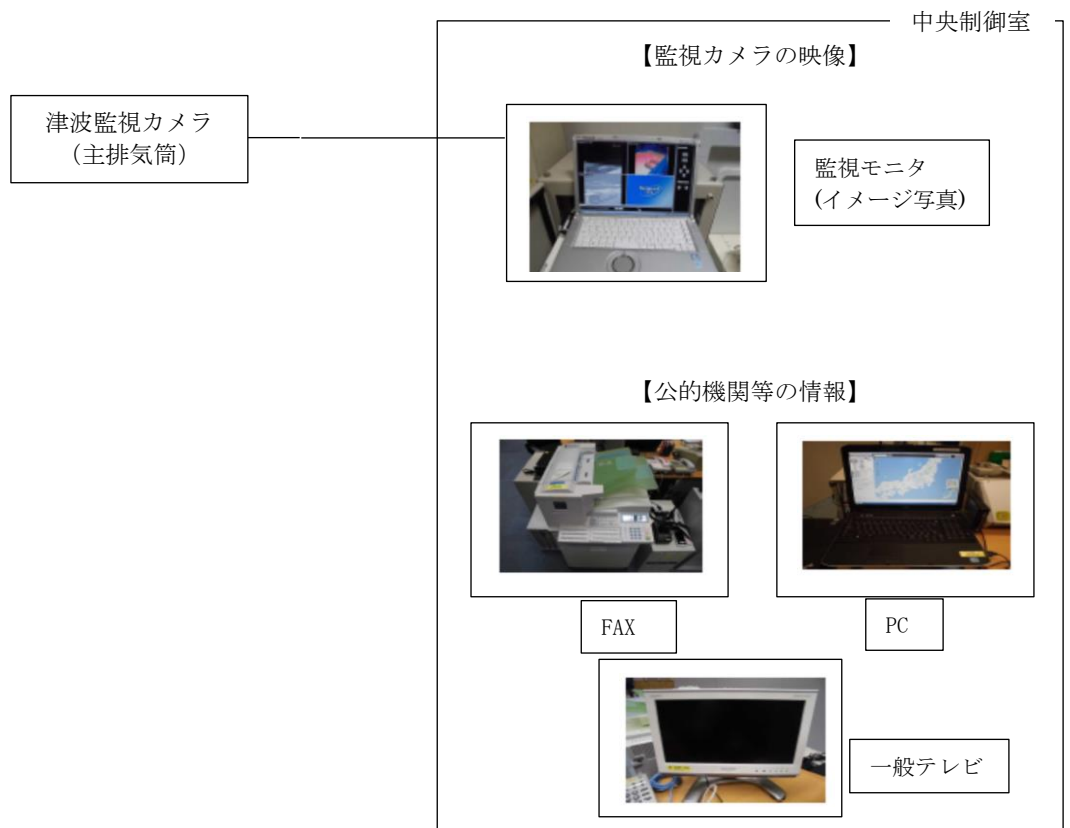 中央制御室
【監視カメラの映像】
津波監視カメラ
（主排気筒）
監視モニタ
(イメージ写真)
【公的機関等の情報】
FAX
PC
一般テレビ